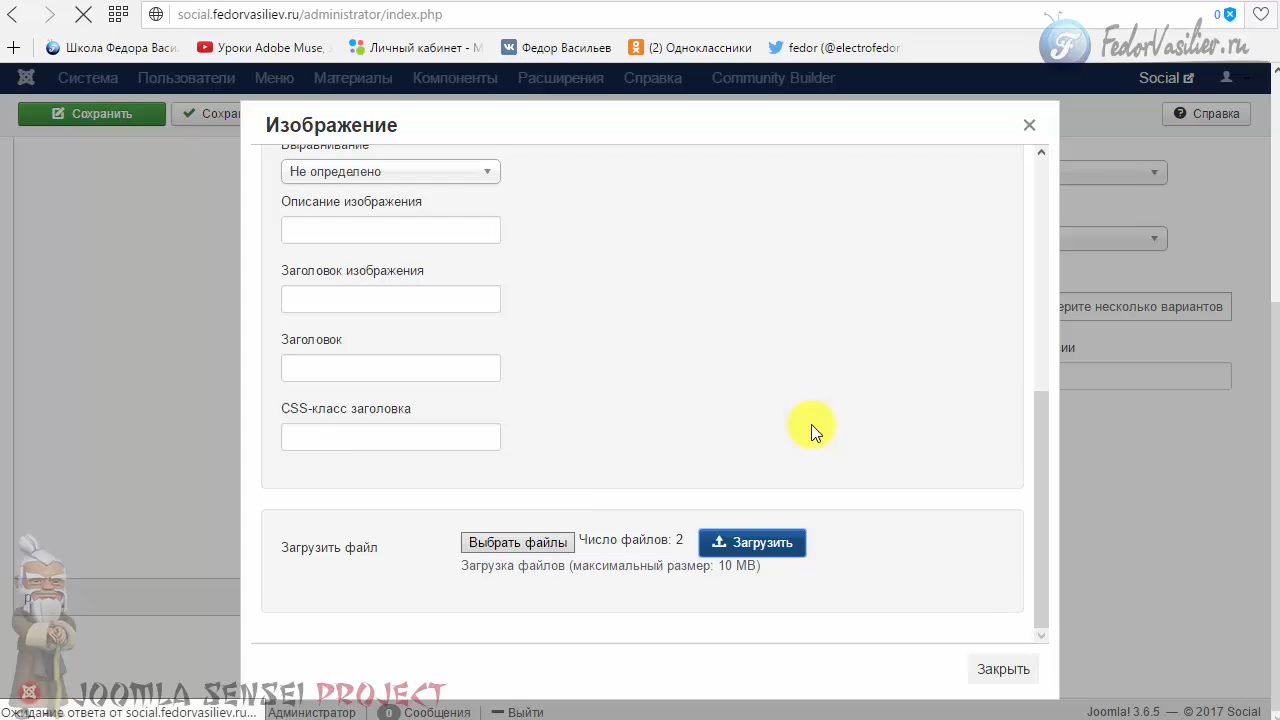 social.fedorvasiliev.ru/administrator/index.php
0
Школа Федора Васи.
Уроки Adobe Muse,
Личный кабинет - М
Федор Васильев
(2) Одноклассники
fedor (@electrofedor
FedorVasiliev.ru
Система
Пользователи
Меню
Материалы
Компоненты
Расширения
Справка
Community Builder
Social
Сохранить
Сохра
Справка
Изображение
Выравнивание
Не определено
Описание изображения
Заголовок изображения
ерите несколько вариантов
Заголовок
ии
CSS-класс заголовка
Загрузить файл
Выбрать файлы
Число файлов: 2
Загрузить
Загрузка файлов (максимальный размер: 10 MB)
Закрыть
JOOMLA SENSEI PROJECT
Ожидание ответа от social.fedorvasiliev.ru...
Администратор
0
Сообщения
Выйти
Joomla! 3.6.5 — © 2017 Social